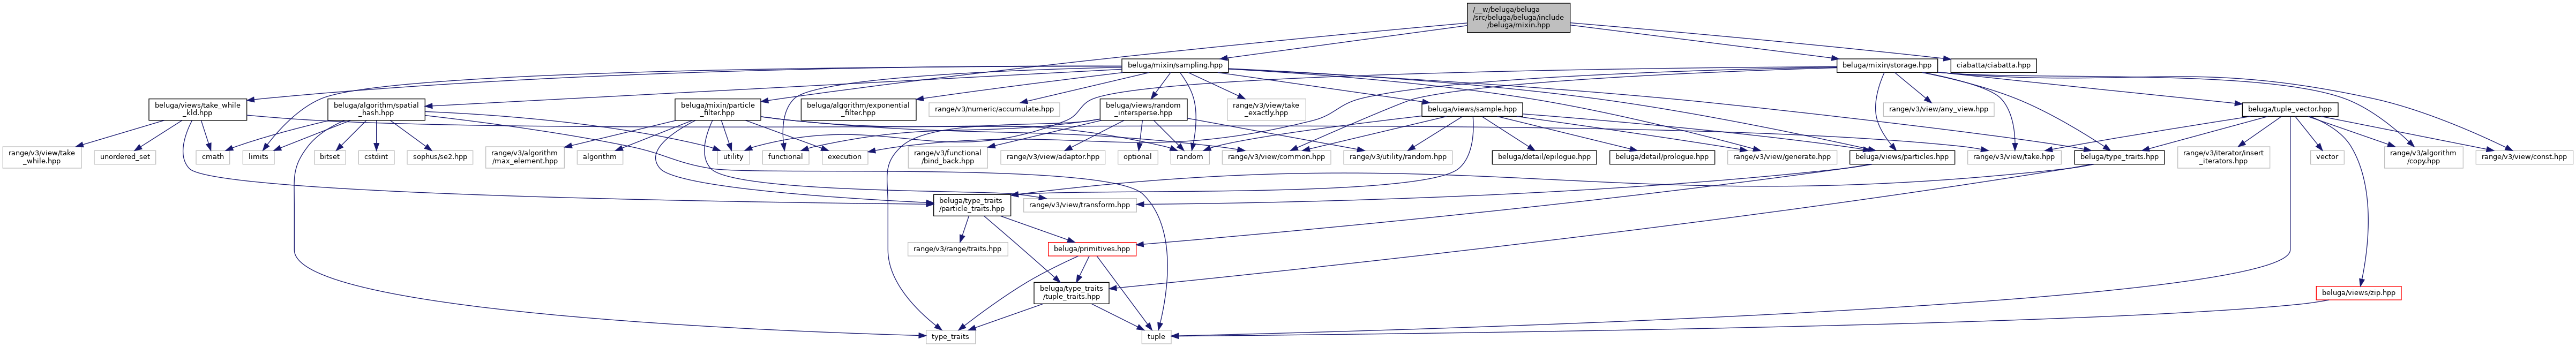 /__w/beluga/beluga
/src/beluga/beluga/include
/beluga/mixin.hpp
beluga/mixin/sampling.hpp
beluga/mixin/storage.hpp
ciabatta/ciabatta.hpp
beluga/views/take_while
_kld.hpp
beluga/algorithm/spatial
_hash.hpp
beluga/mixin/particle
_filter.hpp
beluga/algorithm/exponential
_filter.hpp
range/v3/numeric/accumulate.hpp
beluga/views/random
_intersperse.hpp
range/v3/view/take
_exactly.hpp
beluga/views/sample.hpp
range/v3/view/any_view.hpp
beluga/tuple_vector.hpp
range/v3/view/take
_while.hpp
unordered_set
cmath
limits
bitset
cstdint
sophus/se2.hpp
range/v3/algorithm
/max_element.hpp
algorithm
utility
functional
execution
range/v3/functional
/bind_back.hpp
range/v3/view/adaptor.hpp
optional
random
range/v3/view/common.hpp
range/v3/utility/random.hpp
beluga/detail/epilogue.hpp
beluga/detail/prologue.hpp
range/v3/view/generate.hpp
beluga/views/particles.hpp
range/v3/view/take.hpp
beluga/type_traits.hpp
range/v3/iterator/insert
_iterators.hpp
vector
range/v3/algorithm
/copy.hpp
range/v3/view/const.hpp
beluga/type_traits
/particle_traits.hpp
range/v3/view/transform.hpp
range/v3/range/traits.hpp
beluga/primitives.hpp
beluga/type_traits
/tuple_traits.hpp
beluga/views/zip.hpp
type_traits
tuple